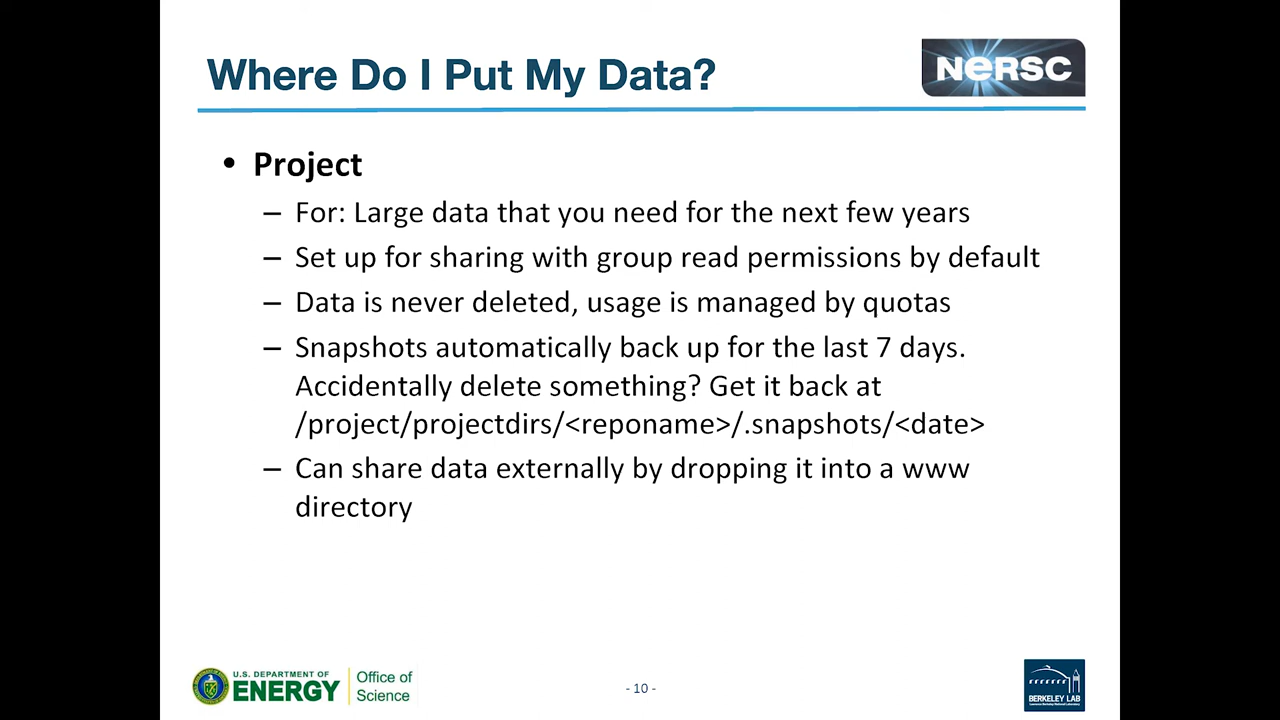 Where Do I Put My Data?
NERSC
• Project
– For: Large data that you need for the next few years
– Set up for sharing with group read permissions by default
– Data is never deleted, usage is managed by quotas
– Snapshots automatically back up for the last 7 days.
Accidentally delete something? Get it back at
/project/projectdirs/<reponame>/.snapshots/<date>
– Can share data externally by dropping it into a www
directory
U.S. DEPARTMENT OF
ENERGY
Office of
Science
- 10 -
BERKELEY LAB
Lawrence Berkeley National Laboratory